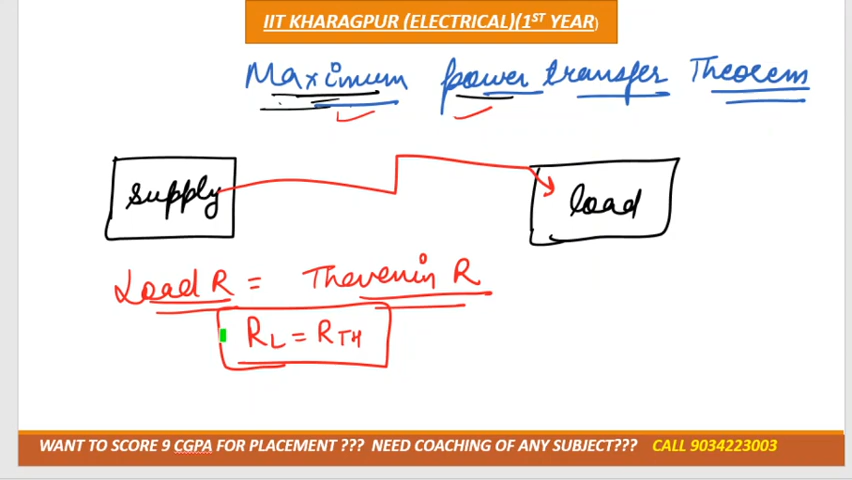 IIT KHARAGPUR (ELECTRICAL)(1ST YEAR)
Maximum power transfer Theorem
supply
load
Load R = Thevenin R
RL = RTH
WANT TO SCORE 9 CGPA FOR PLACEMENT ??? NEED COACHING OF ANY SUBJECT??? CALL 9034223003